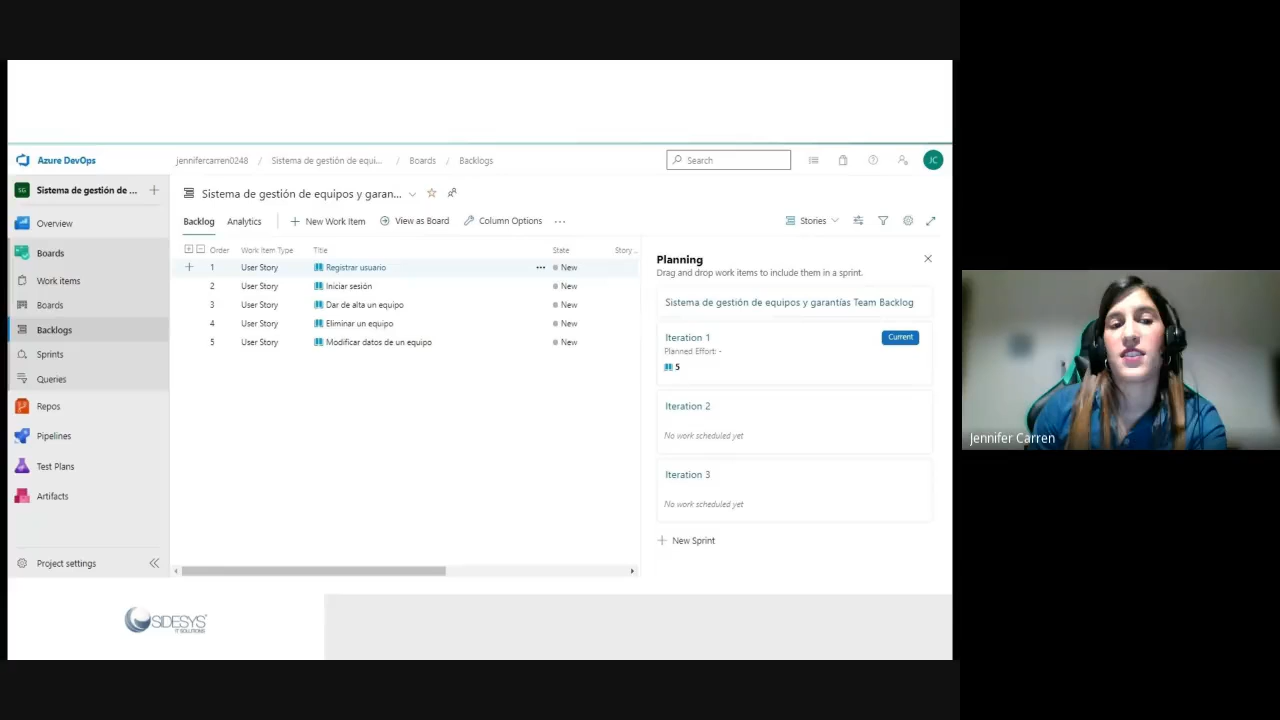 Azure DevOps
jennifercarren0248 / Sistema de gestión de equi... / Boards / Backlogs
Search
JC
SG Sistema de gestión de ...
Sistema de gestión de equipos y garan...
Overview
Boards
Work items
Boards
Backlogs
Sprints
Queries
Repos
Pipelines
Test Plans
Artifacts
Project settings
Backlog Analytics New Work Item View as Board Column Options ... Stories
Order Work Item Type Title State Story ...
1 User Story Registrar usuario ... New
2 User Story Iniciar sesión New
3 User Story Dar de alta un equipo New
4 User Story Eliminar un equipo New
5 User Story Modificar datos de un equipo New
Planning
Drag and drop work items to include them in a sprint.
Sistema de gestión de equipos y garantías Team Backlog
Iteration 1 Current
Planned Effort: -
5
Iteration 2
No work scheduled yet
Iteration 3
No work scheduled yet
New Sprint
SIDESYS
IT SOLUTIONS
Jennifer Carren